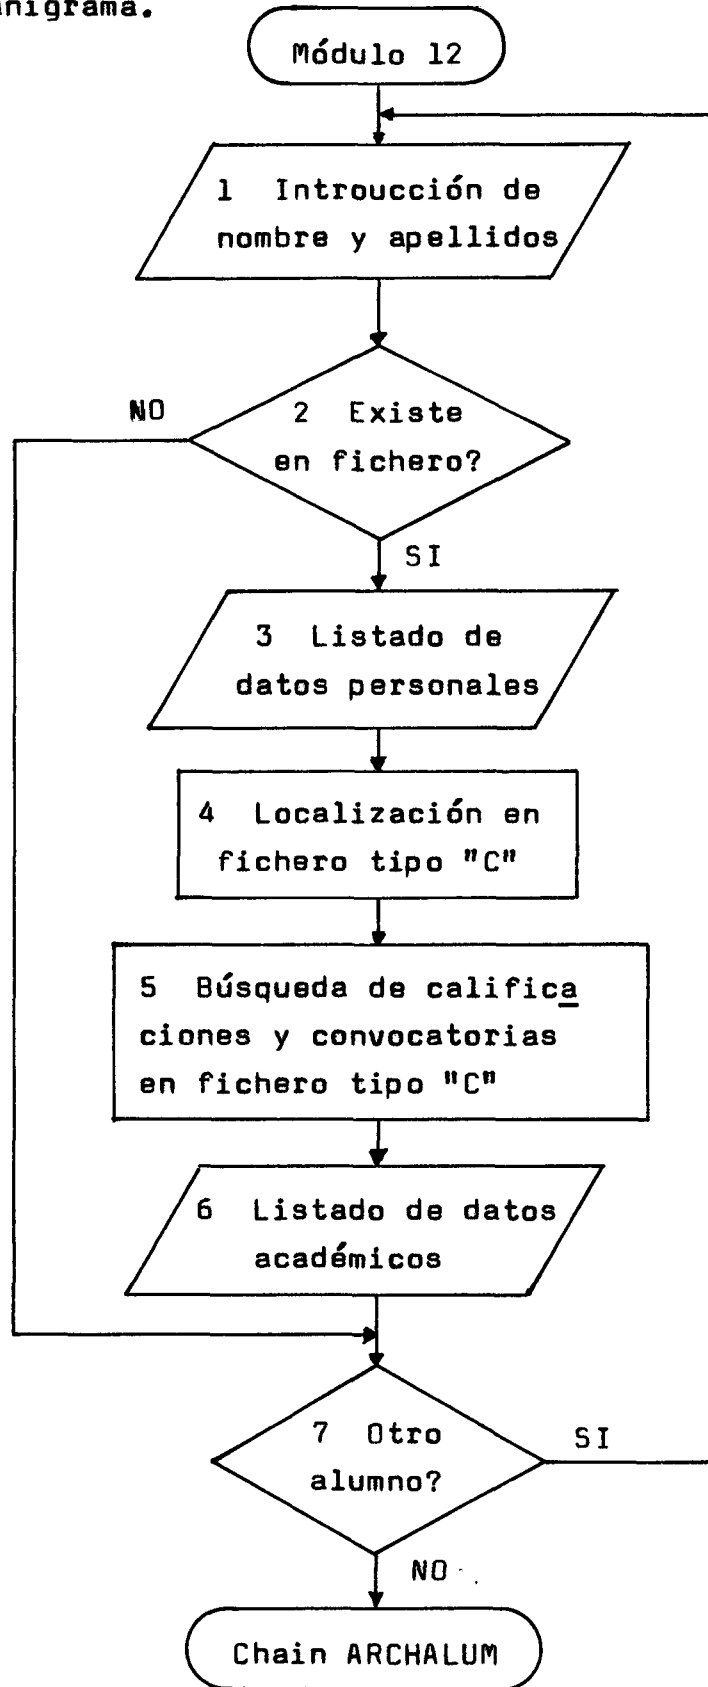 anigrama.
Módulo 12
1 Introucción de
nombre y apellidos
NO
2 Existe
en fichero?
SI
3 Listado de
datos personales
4 Localización en
fichero tipo "C"
5 Búsqueda de califica
ciones y convocatorias
en fichero tipo "C"
6 Listado de datos
académicos
7 Otro
alumno?
SI
NO
Chain ARCHALUM